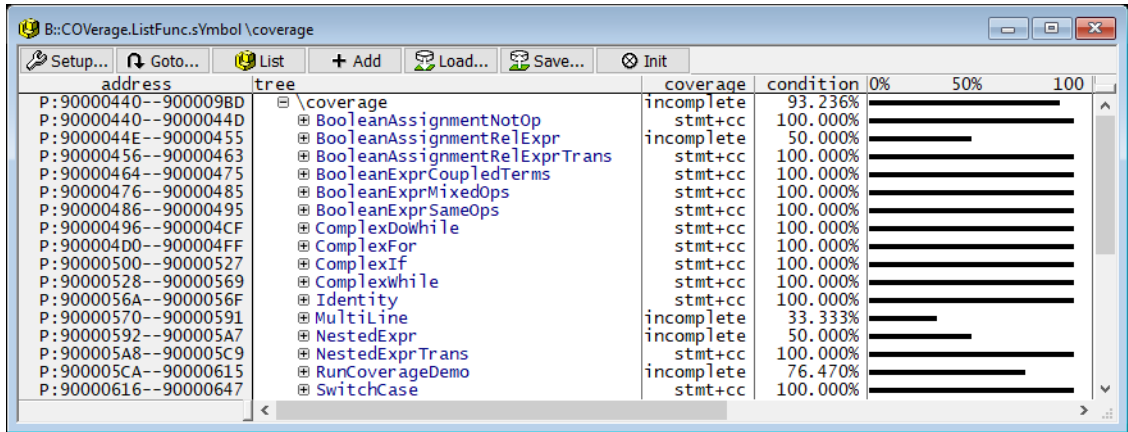 B::COVerage.ListFunc.sYmbol \coverage
Setup... Goto... List + Add Load... Save... Init
address tree coverage condition 0% 50% 100
P:90000440--900009BD \coverage incomplete 93.236%
P:90000440--9000044D BooleanAssignmentNotOp stmt+cc 100.000%
P:9000044E--90000455 BooleanAssignmentRelExpr incomplete 50.000%
P:90000456--90000463 BooleanAssignmentRelExprTrans stmt+cc 100.000%
P:90000464--90000475 BooleanExprCoupledTerms stmt+cc 100.000%
P:90000476--90000485 BooleanExprMixedOps stmt+cc 100.000%
P:90000486--90000495 BooleanExprSameOps stmt+cc 100.000%
P:90000496--900004CF ComplexDoWhile stmt+cc 100.000%
P:900004D0--900004FF ComplexFor stmt+cc 100.000%
P:90000500--90000527 ComplexIf stmt+cc 100.000%
P:90000528--90000569 ComplexWhile stmt+cc 100.000%
P:9000056A--9000056F Identity stmt+cc 100.000%
P:90000570--90000591 MultiLine incomplete 33.333%
P:90000592--900005A7 NestedExpr incomplete 50.000%
P:900005A8--900005C9 NestedExprTrans stmt+cc 100.000%
P:900005CA--90000615 RunCoverageDemo incomplete 76.470%
P:90000616--90000647 SwitchCase stmt+cc 100.000%